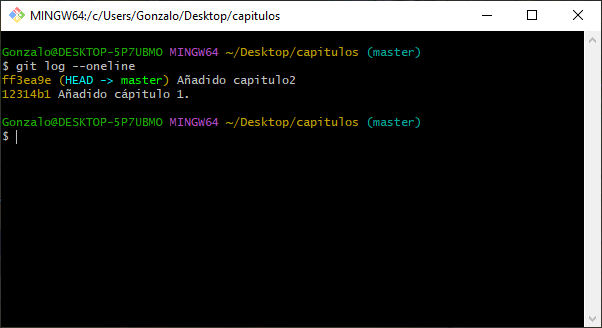 MINGW64:/c/Users/Gonzalo/Desktop/capitulos
Gonzalo@DESKTOP-5P7UBMO MINGW64 ~/Desktop/capitulos (master)
$ git log --oneline
ff3ea9e (HEAD -> master) Añadido capitulo2
12314b1 Añadido cápitulo 1.
Gonzalo@DESKTOP-5P7UBMO MINGW64 ~/Desktop/capitulos (master)
$